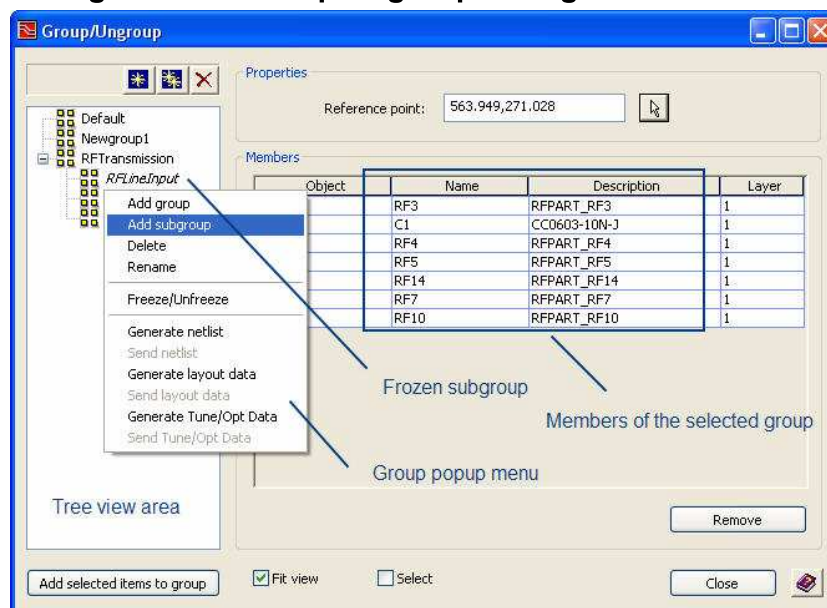 Group/Ungroup
Properties
Reference point: 563.949,271.028
Default
Newgroup1
RFTransmission
RFLineInput
Members
Object Name Description Layer
RF3 RFPART_RF3 1
C1 CC0603-10N-J 1
RF4 RFPART_RF4 1
RF5 RFPART_RF5 1
RF14 RFPART_RF14 1
RF7 RFPART_RF7 1
RF10 RFPART_RF10 1
Add group
Add subgroup
Delete
Rename
Freeze/Unfreeze
Generate netlist
Send netlist
Generate layout data
Send layout data
Generate Tune/Opt Data
Send Tune/Opt Data
Frozen subgroup
Members of the selected group
Group popup menu
Tree view area
Remove
Add selected items to group
Fit view
Select
Close